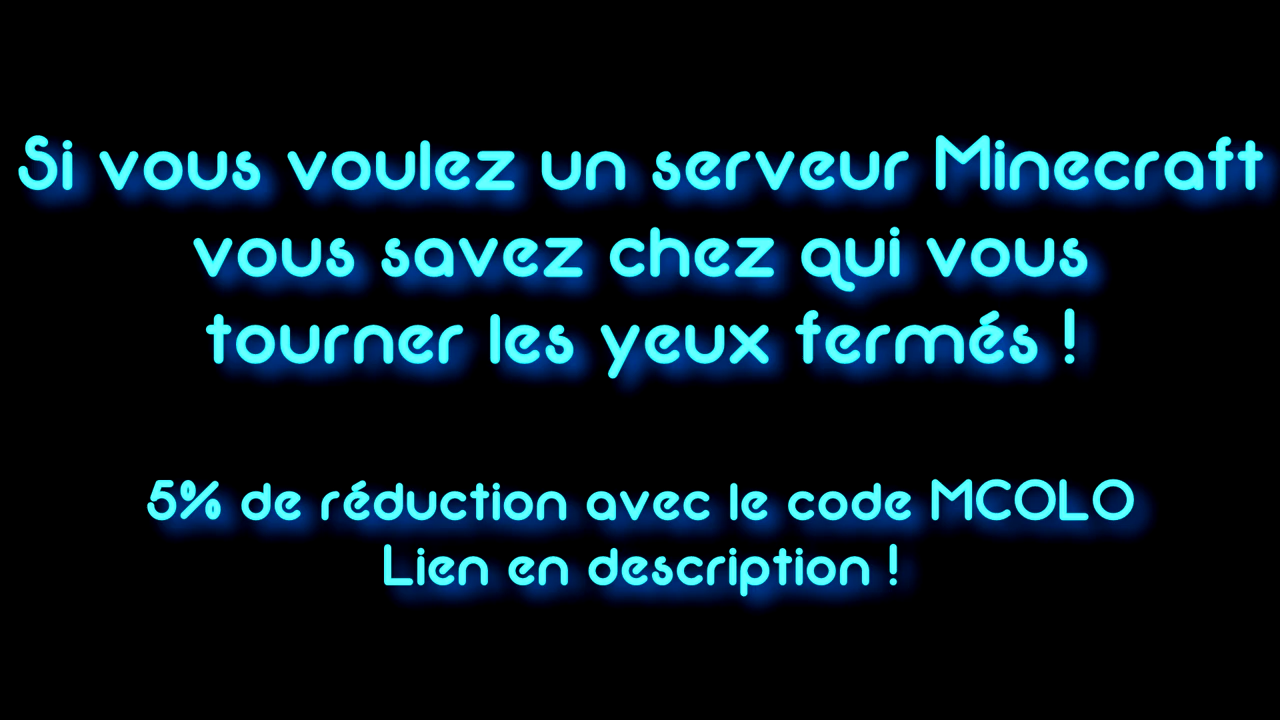 Si vous voulez un serveur Minecraft
vous savez chez qui vous
tourner les yeux fermés !
5% de réduction avec le code MCOLO
Lien en description !